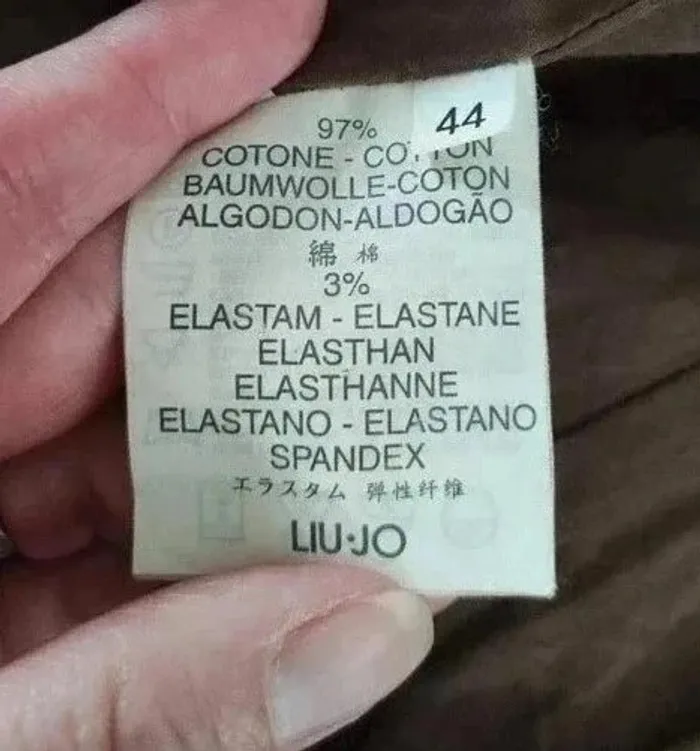 44
97%
COTONE - COTTON
BAUMWOLLE-COTON
ALGODON-ALDOGÃO
綿 棉
3%
ELASTAM - ELASTANE
ELASTHAN
ELASTHANNE
ELASTANO - ELASTANO
SPANDEX
エラスタム 弹性纤维
LIU·JO